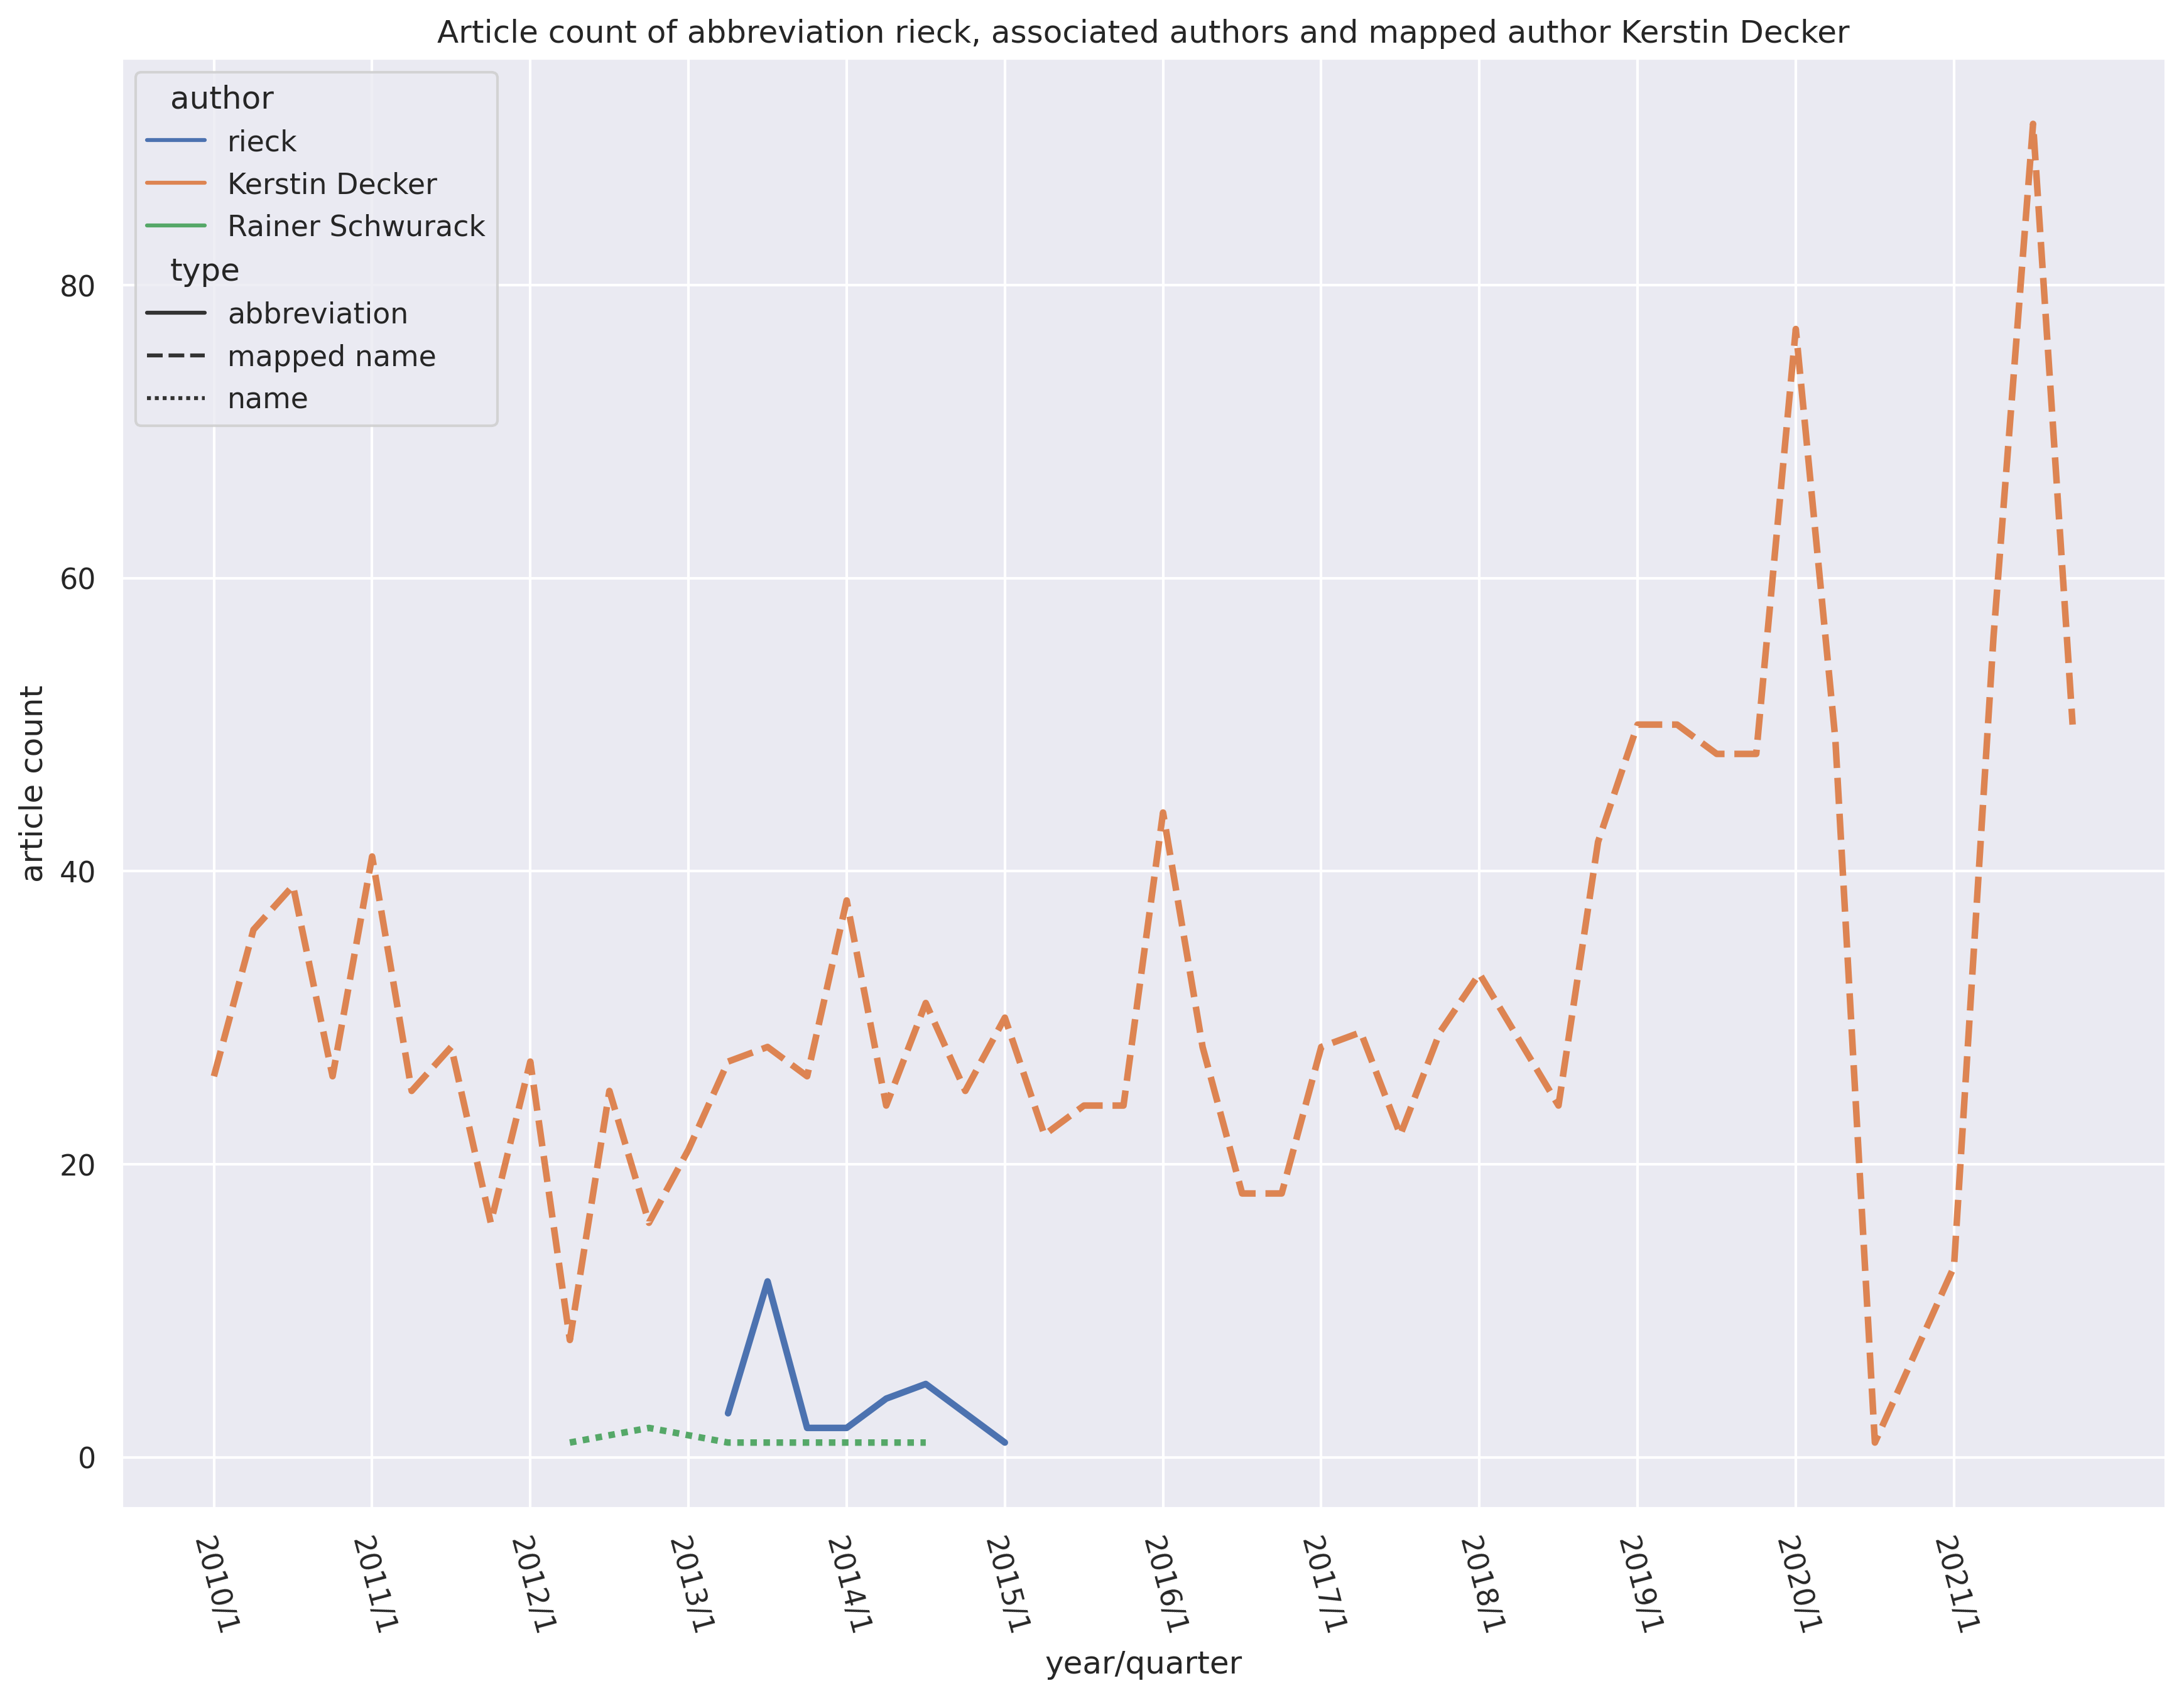 Article count of abbreviation rieck, associated authors and mapped author Kerstin Decker
author
rieck
Kerstin Decker
Rainer Schwurack
type
abbreviation
mapped name
name
article count
80
60
40
20
0
2010/1
2011/1
2012/1
2013/1
2014/1
2015/1
2016/1
2017/1
2018/1
2019/1
2020/1
2021/1
year/quarter